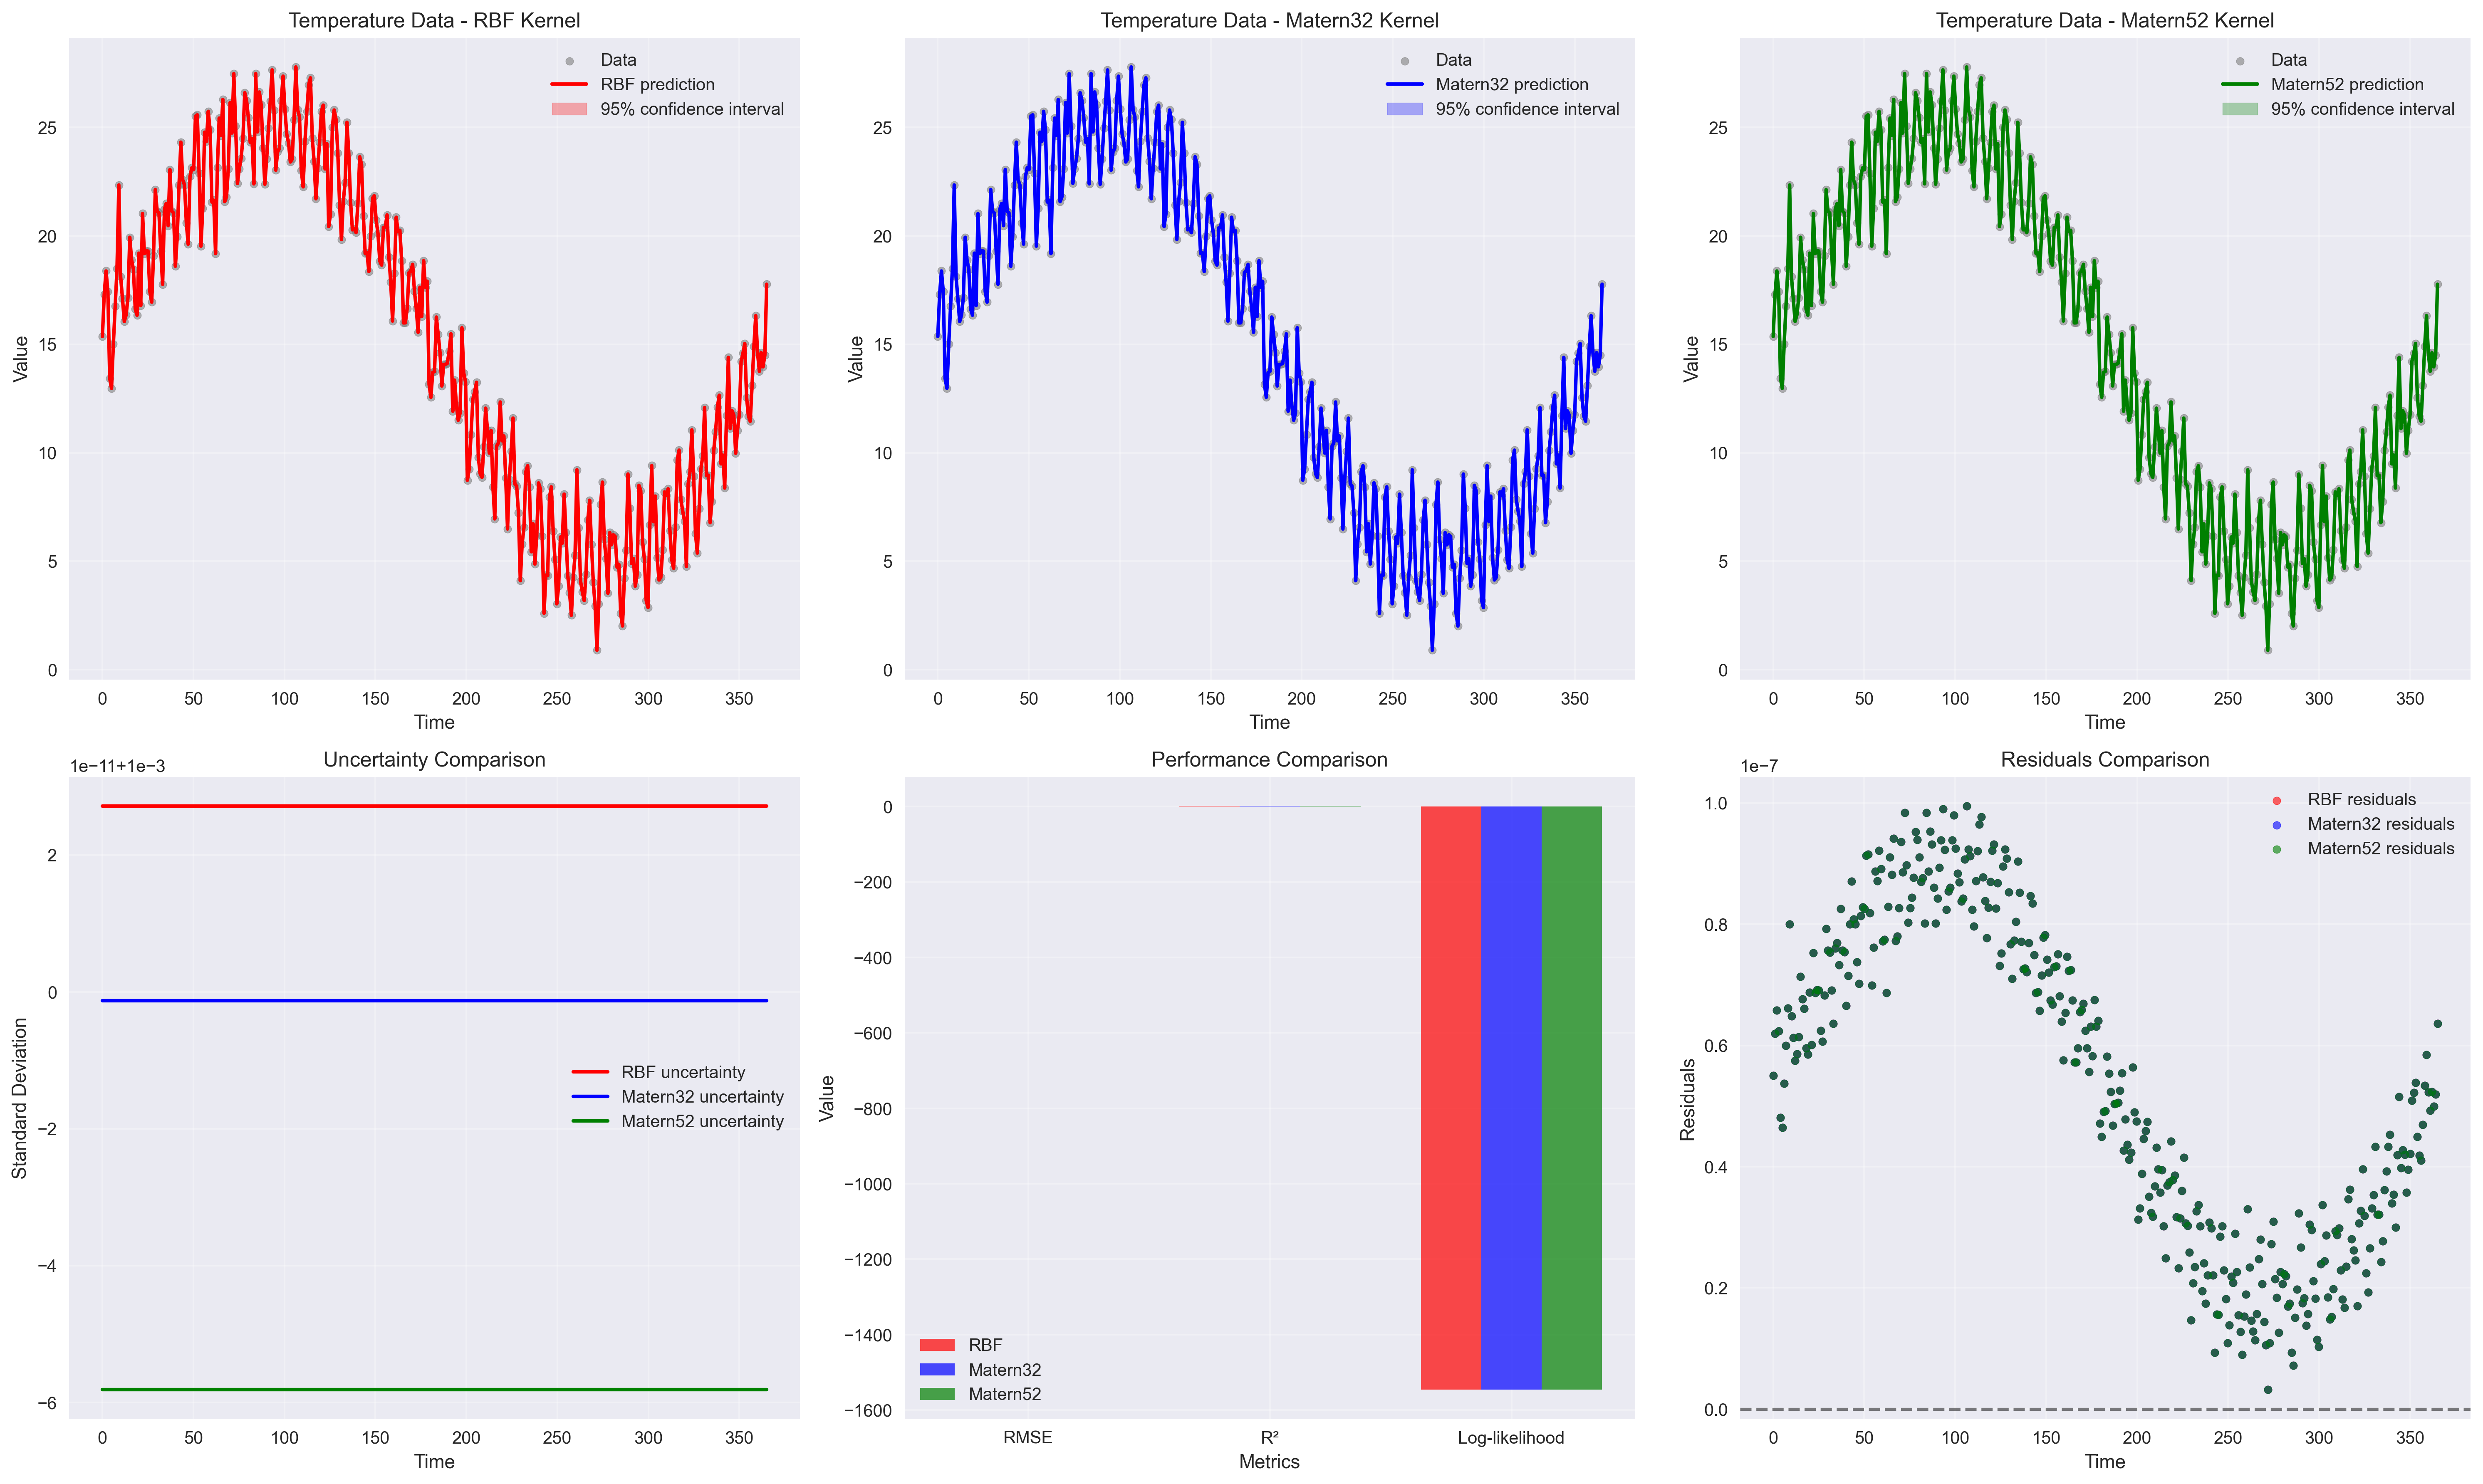 Temperature Data - RBF Kernel
Data
RBF prediction
95% confidence interval
Value
25
20
15
10
5
0
0 50 100 150 200 250 300 350
Time
Temperature Data - Matern32 Kernel
Data
Matern32 prediction
95% confidence interval
Value
25
20
15
10
5
0
0 50 100 150 200 250 300 350
Time
Temperature Data - Matern52 Kernel
Data
Matern52 prediction
95% confidence interval
Value
25
20
15
10
5
0
0 50 100 150 200 250 300 350
Time
Uncertainty Comparison
1e−11+1e−3
Standard Deviation
2
0
−2
−4
−6
RBF uncertainty
Matern32 uncertainty
Matern52 uncertainty
0 50 100 150 200 250 300 350
Time
Performance Comparison
Value
0
−200
−400
−600
−800
−1000
−1200
−1400
−1600
RBF
Matern32
Matern52
RMSE R² Log-likelihood
Metrics
Residuals Comparison
1e−7
Residuals
1.0
0.8
0.6
0.4
0.2
0.0
RBF residuals
Matern32 residuals
Matern52 residuals
0 50 100 150 200 250 300 350
Time